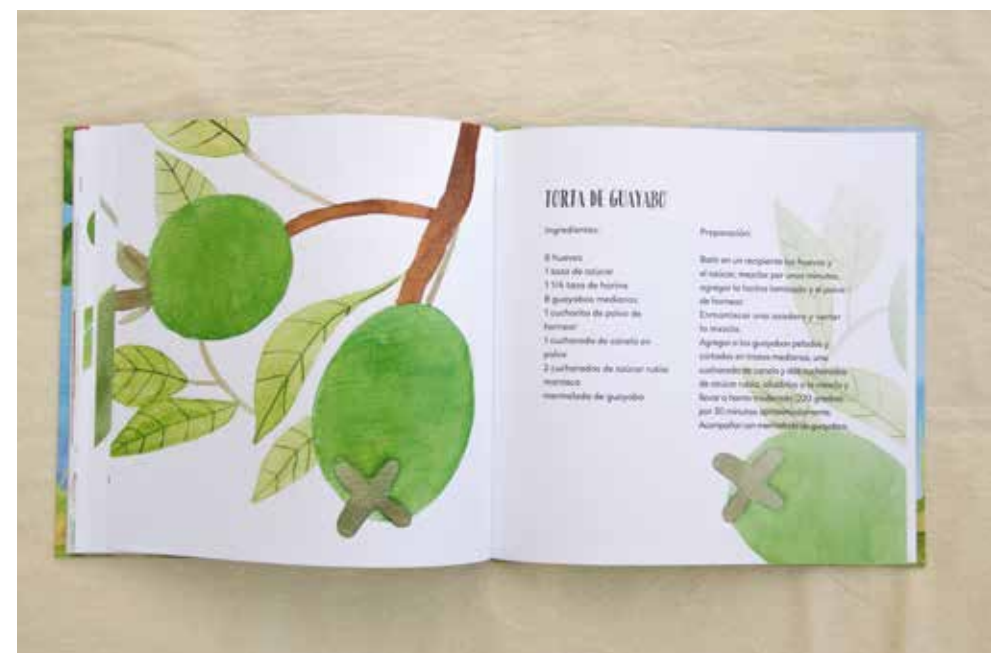 TORTA DE GUAYABO
Ingredientes:
6 huevos
1 taza de azúcar
1 1/4 taza de harina
8 guayabos medianos
1 cucharita de polvo de
hornear
1 cucharada de canela en
polvo
2 cucharadas de azúcar rubia
manteca
mermelada de guayabo
Preparación:
Batir en un recipiente los huevos y
el azúcar, mezclar por unos minutos,
agregar la harina tamizada y el polvo
de hornear.
Enmantecar una asadera y verter
la mezcla.
Agregar a los guayabos pelados y
cortados en trozos medianos, una
cucharada de canela y dos cucharadas
de azúcar rubia, añadirlos a la mezcla y
llevar a horno moderado (220 grados)
por 30 minutos aproximadamente.
Acompañar con mermelada de guayabos.